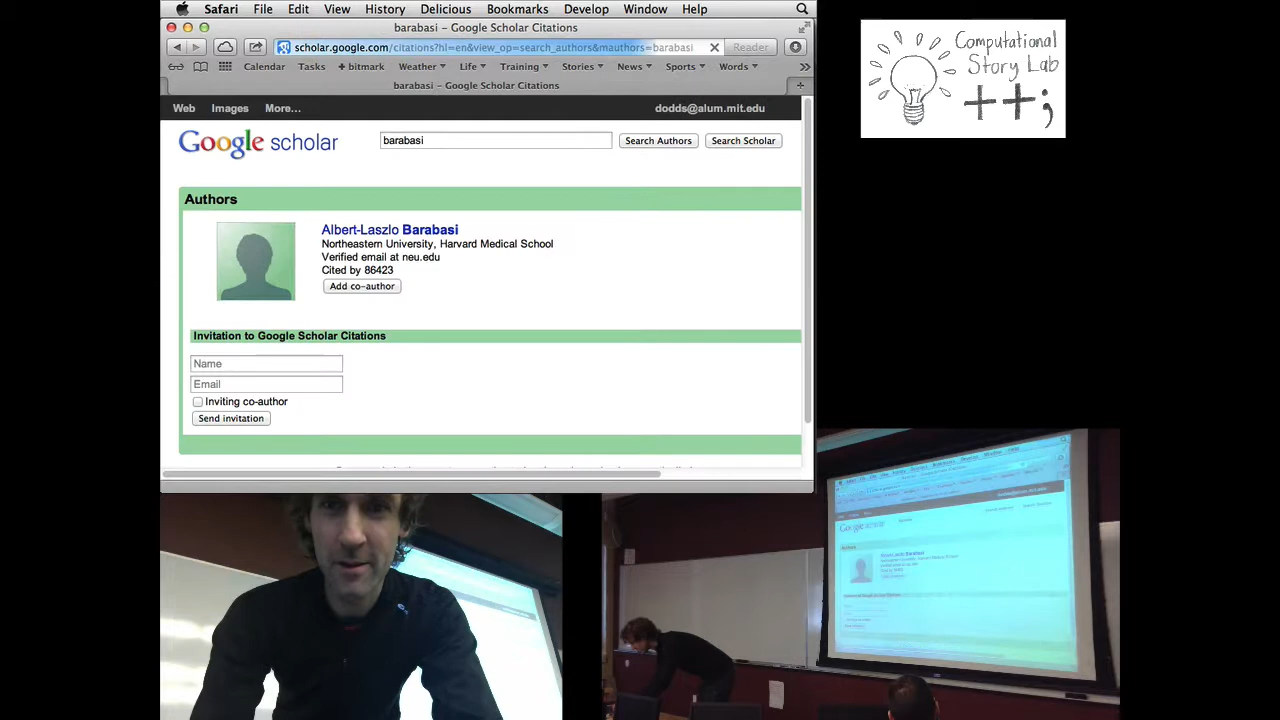 Safari File Edit View History Delicious Bookmarks Develop Window Help
barabasi – Google Scholar Citations
scholar.google.com/citations?hl=en&view_op=search_authors&mauthors=barabasi
Reader
Calendar Tasks + bitmark Weather Life Training Stories News Sports Words
barabasi – Google Scholar Citations
Web Images More... dodds@alum.mit.edu
Google scholar
barabasi
Search Authors Search Scholar
Authors
Albert-Laszlo Barabasi
Northeastern University, Harvard Medical School
Verified email at neu.edu
Cited by 86423
Add co-author
Invitation to Google Scholar Citations
Name
Email
Inviting co-author
Send invitation
Computational
Story Lab
++;
Google